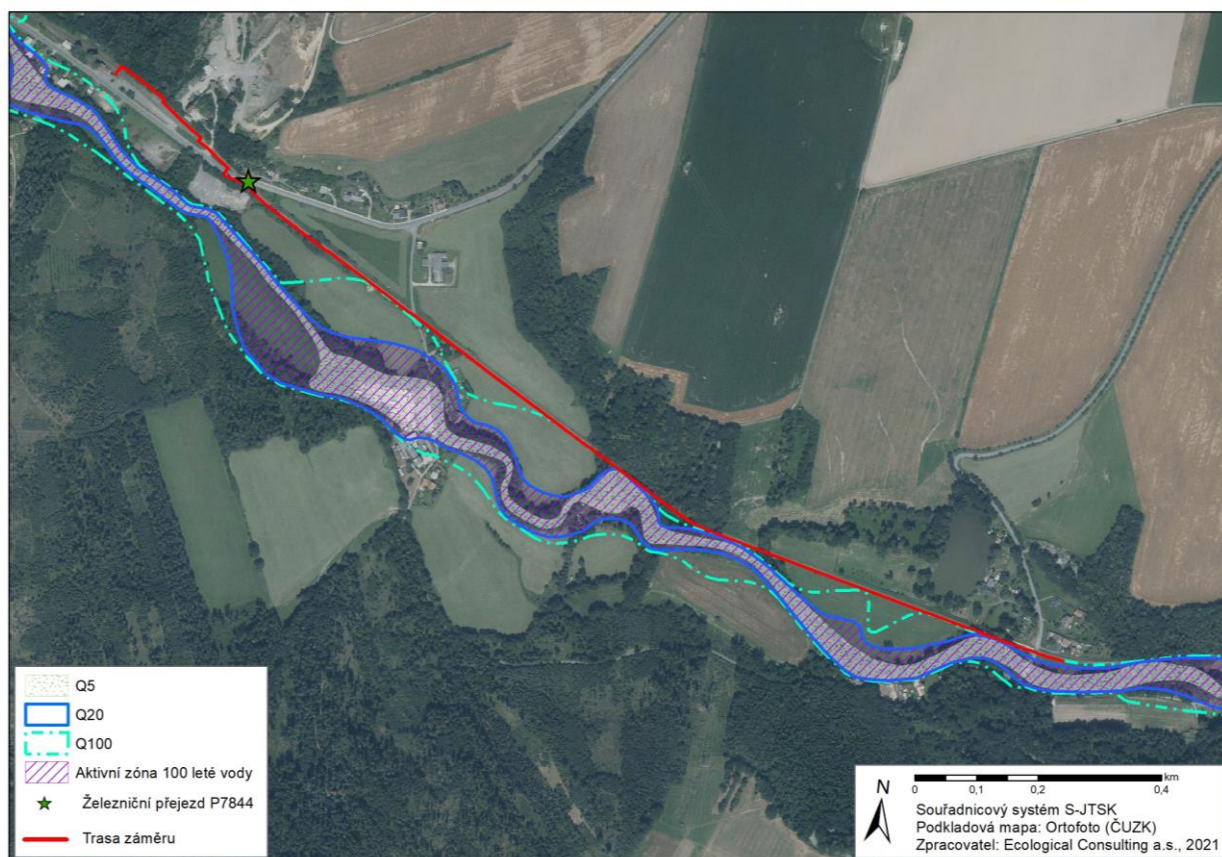 Q5
Q20
Q100
Aktivní zóna 100 leté vody
Železniční přejezd P7844
Trasa záměru
N
km
0 0,1 0,2 0,4
Souřadnicový systém S-JTSK
Podkladová mapa: Ortofoto (ČUZK)
Zpracovatel: Ecological Consulting a.s., 2021